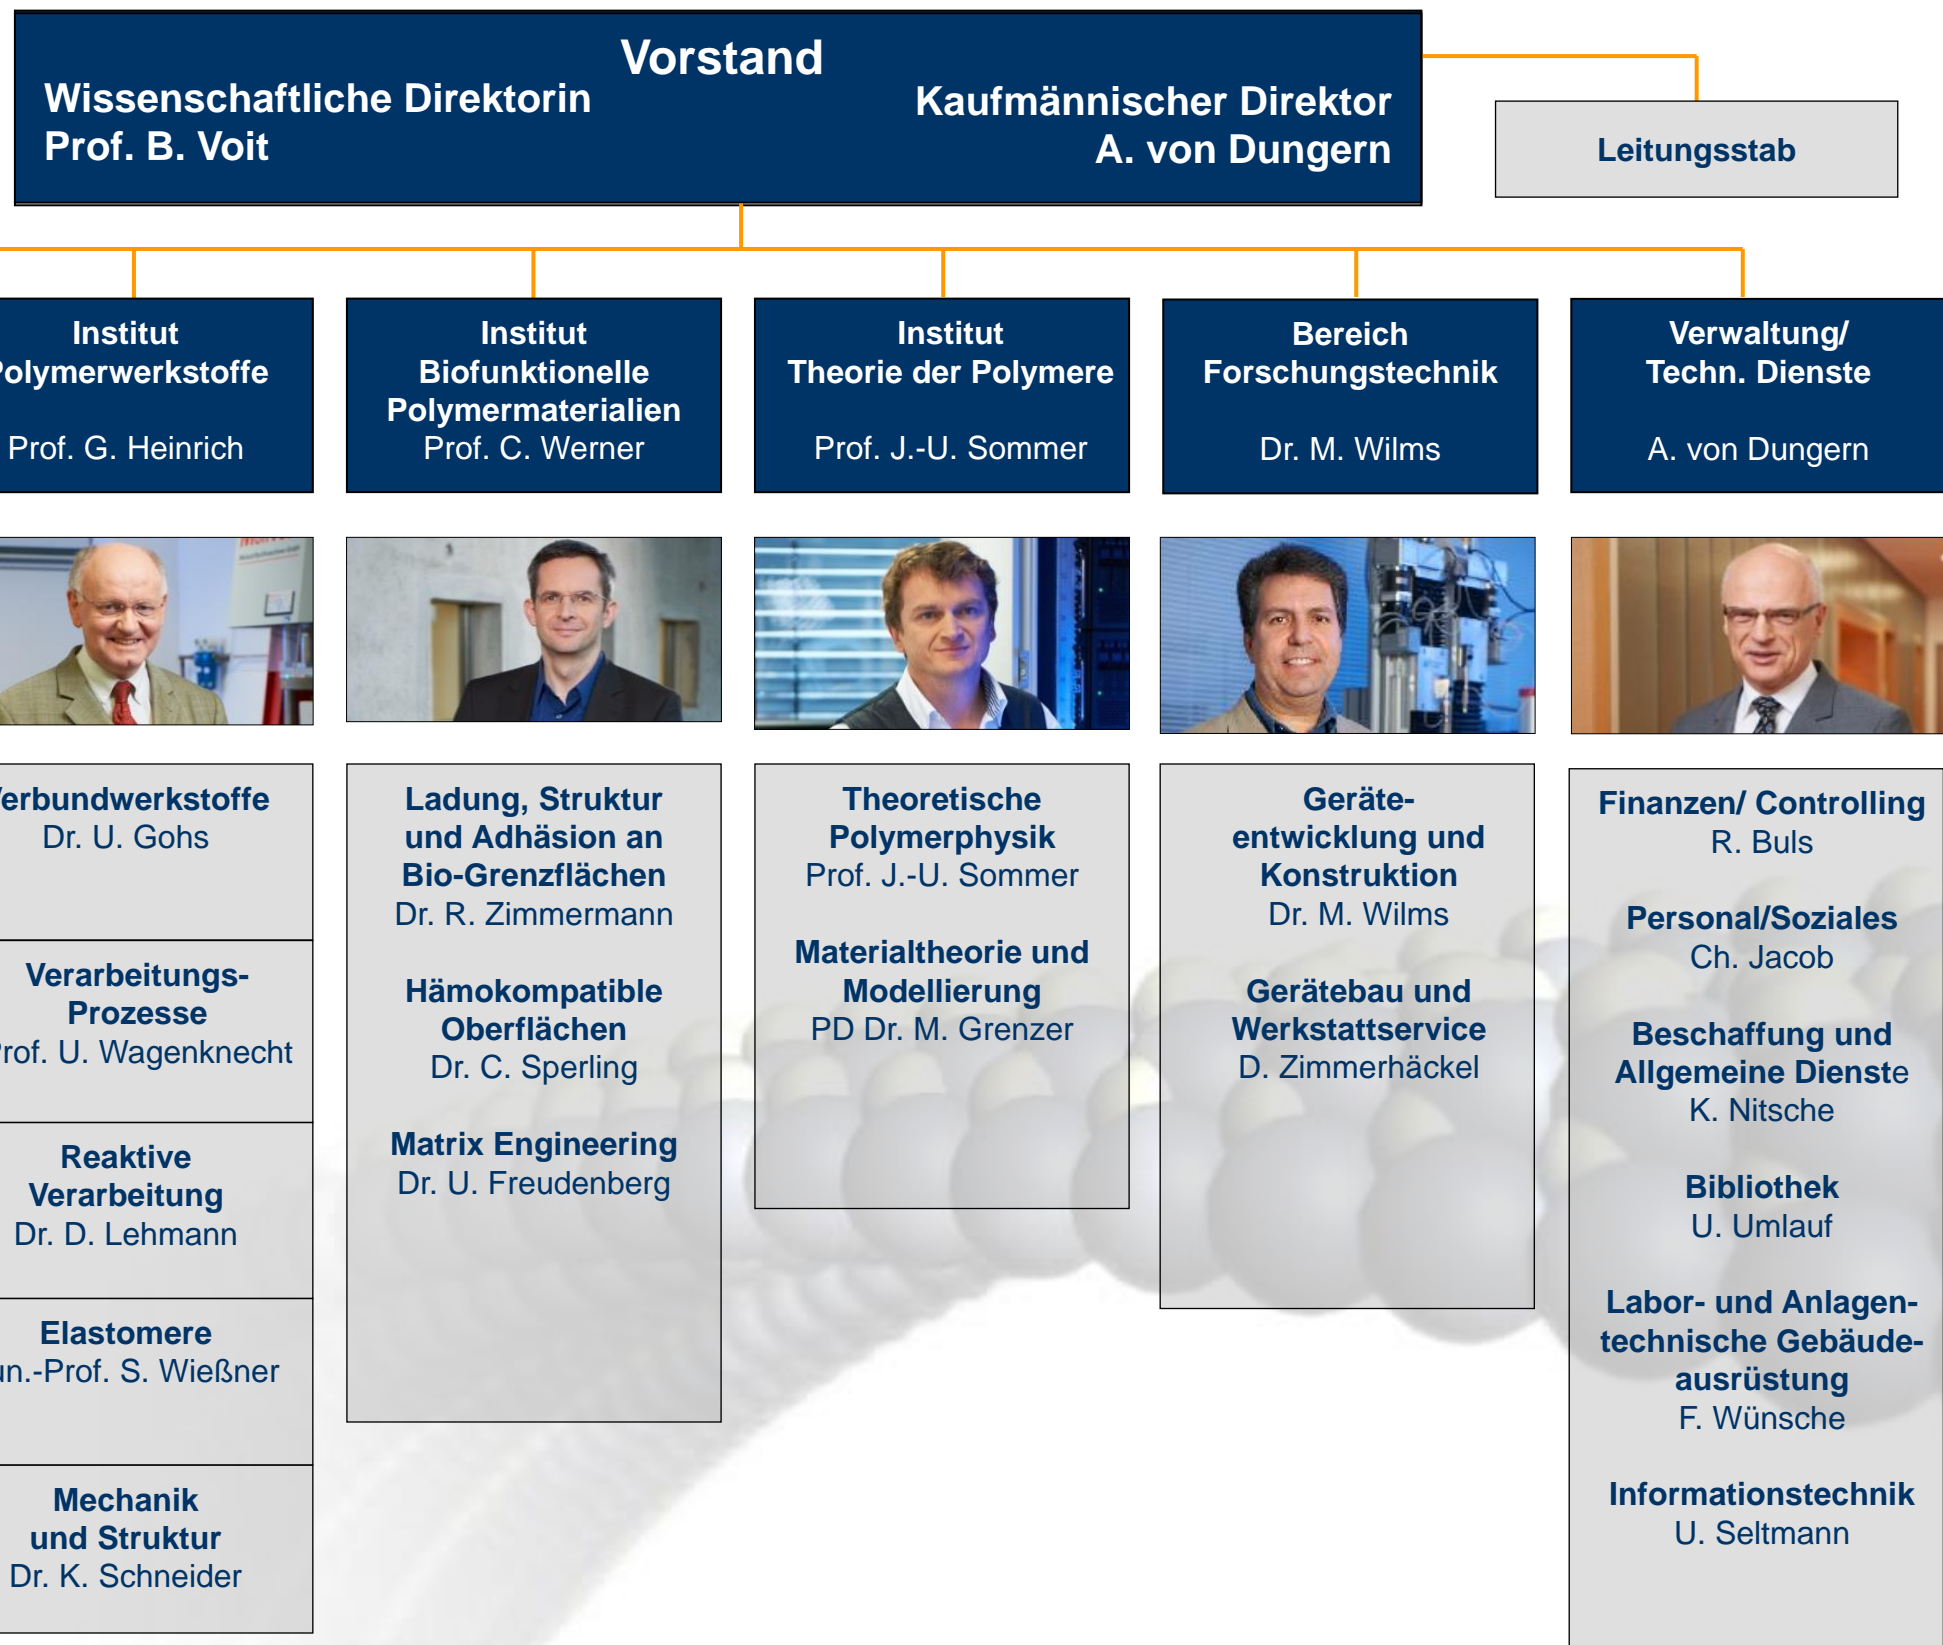 Vorstand
Wissenschaftliche Direktorin
Prof. B. Voit
Kaufmännischer Direktor
A. von Dungern
Leitungsstab
Institut
Polymerwerkstoffe
Prof. G. Heinrich
Institut
Biofunktionelle
Polymermaterialien
Prof. C. Werner
Institut
Theorie der Polymere
Prof. J.-U. Sommer
Bereich
Forschungstechnik
Dr. M. Wilms
Verwaltung/
Techn. Dienste
A. von Dungern
Verbundwerkstoffe
Dr. U. Gohs
Verarbeitungs-
Prozesse
Prof. U. Wagenknecht
Reaktive
Verarbeitung
Dr. D. Lehmann
Elastomere
un.-Prof. S. Wießner
Mechanik
und Struktur
Dr. K. Schneider
Ladung, Struktur
und Adhäsion an
Bio-Grenzflächen
Dr. R. Zimmermann
Hämokompatible
Oberflächen
Dr. C. Sperling
Matrix Engineering
Dr. U. Freudenberg
Theoretische
Polymerphysik
Prof. J.-U. Sommer
Materialtheorie und
Modellierung
PD Dr. M. Grenzer
Geräte-
entwicklung und
Konstruktion
Dr. M. Wilms
Gerätebau und
Werkstattservice
D. Zimmerhäckel
Finanzen/ Controlling
R. Buls
Personal/Soziales
Ch. Jacob
Beschaffung und
Allgemeine Dienste
K. Nitsche
Bibliothek
U. Umlauf
Labor- und Anlagen-
technische Gebäude-
ausrüstung
F. Wünsche
Informationstechnik
U. Seltmann